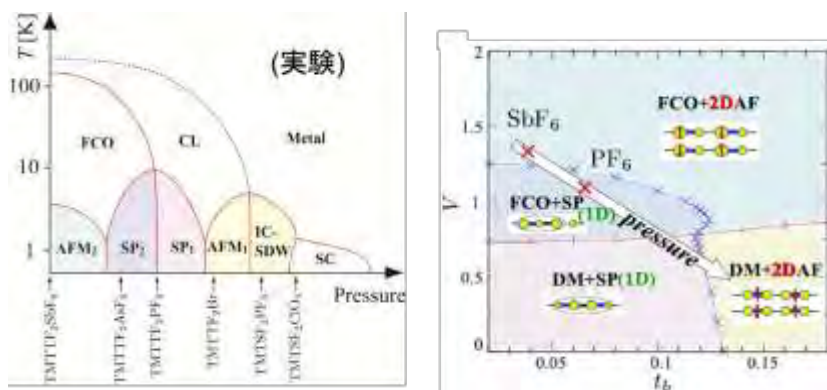 T [K]
(実験)
100
FCO
CL
Metal
10
1
AFM₂
SP₂
SP₁
AFM₁
IC-
SDW
SC
Pressure
TMTTF₂SbF₆
TMTTF₂AsF₆
TMTTF₂PF₆
TMTTF₂Br
TMTSF₂PF₆
TMTSF₂ClO₄
2
1.5
1
0.5
0
V
FCO+2DAF
SbF₆
PF₆
FCO+SP
(1D)
pressure
DM+SP(1D)
DM+2DAF
0.05
0.1
0.15
t_b